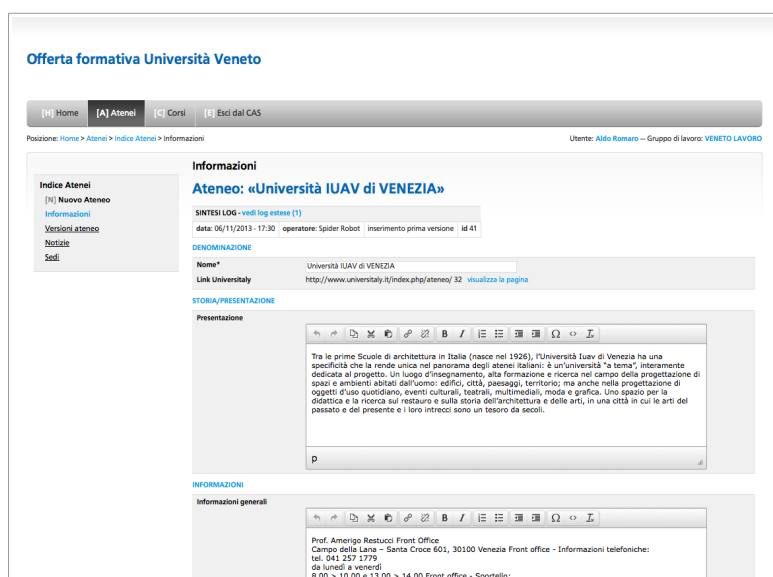 Offerta formativa Università Veneto
[H] Home [A] Atenei [C] Corsi [E] Esci dal CAS
Posizione: Home > Atenei > Indice Atenei > Informazioni
Utente: Aldo Romaro — Gruppo di lavoro: VENETO LAVORO
Indice Atenei
[N] Nuovo Ateneo
Informazioni
Versioni ateneo
Notizie
Sedi
Informazioni
Ateneo: «Università IUAV di VENEZIA»
SINTESI LOG - vedi log estese (1)
data: 06/11/2013 - 17:30 operatore: Spider Robot inserimento prima versione id 41
DENOMINAZIONE
Nome* Università IUAV di VENEZIA
Link Universitaly http://www.universitaly.it/index.php/ateneo/ 32 visualizza la pagina
STORIA/PRESENTAZIONE
Presentazione
Tra le prime Scuole di architettura in Italia (nasce nel 1926), l'Università Iuav di Venezia ha una
specificità che la rende unica nel panorama degli atenei italiani: è un'università "a tema", interamente
dedicata al progetto. Un luogo d'insegnamento, alta formazione e ricerca nel campo della progettazione di
spazi e ambienti abitati dall'uomo: edifici, città, paesaggi, territorio; ma anche nella progettazione di
oggetti d'uso quotidiano, eventi culturali, teatrali, multimediali, moda e grafica. Uno spazio per la
didattica e la ricerca sul restauro e sulla storia dell'architettura e delle arti, in una città in cui le arti del
passato e del presente e i loro intrecci sono un tesoro da secoli.
p
INFORMAZIONI
Informazioni generali
Prof. Amerigo Restucci Front Office
Campo della Lana – Santa Croce 601, 30100 Venezia Front office - Informazioni telefoniche:
tel. 041 257 1779
da lunedì a venerdì
8.00 > 10.00 e 13.00 > 14.00 Front office - Sportello: